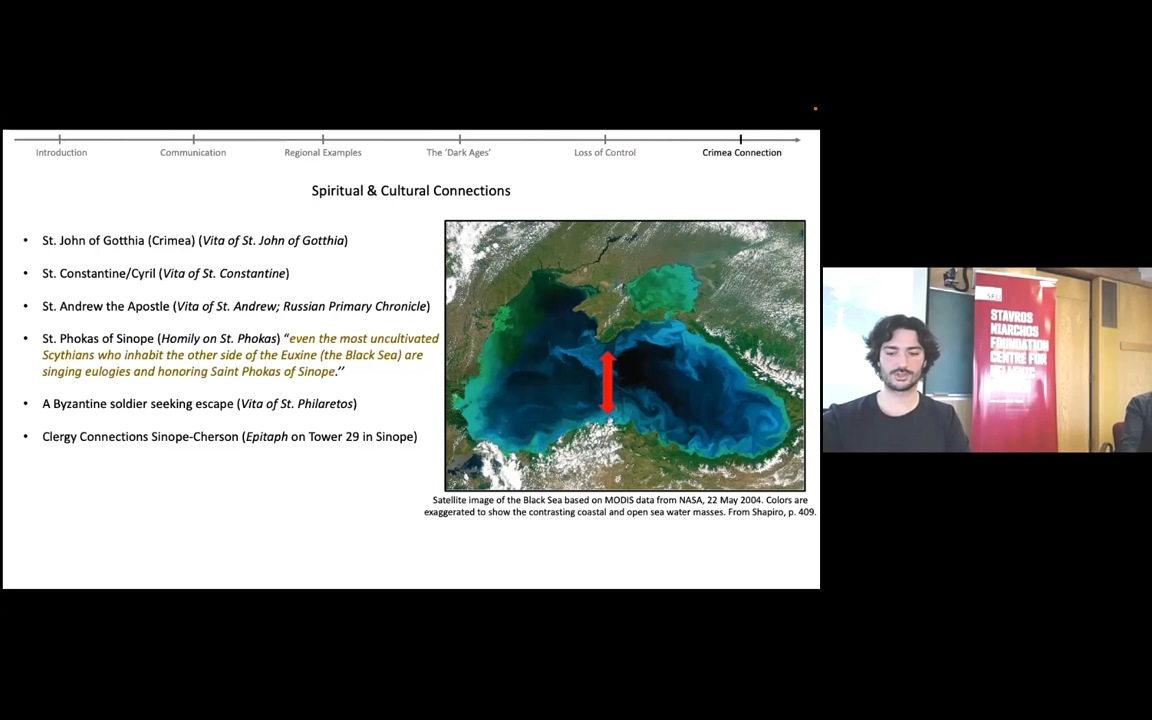 Introduction
Communication
Regional Examples
The 'Dark Ages'
Loss of Control
Crimea Connection
Spiritual & Cultural Connections
• St. John of Gotthia (Crimea) (Vita of St. John of Gotthia)
• St. Constantine/Cyril (Vita of St. Constantine)
• St. Andrew the Apostle (Vita of St. Andrew; Russian Primary Chronicle)
• St. Phokas of Sinope (Homily on St. Phokas) “even the most uncultivated
Scythians who inhabit the other side of the Euxine (the Black Sea) are
singing eulogies and honoring Saint Phokas of Sinope.’’
• A Byzantine soldier seeking escape (Vita of St. Philaretos)
• Clergy Connections Sinope-Cherson (Epitaph on Tower 29 in Sinope)
Satellite image of the Black Sea based on MODIS data from NASA, 22 May 2004. Colors are
exaggerated to show the contrasting coastal and open sea water masses. From Shapiro, p. 409.
SFU
STAVROS
NIARCHOS
FOUNDATION
CENTRE FOR